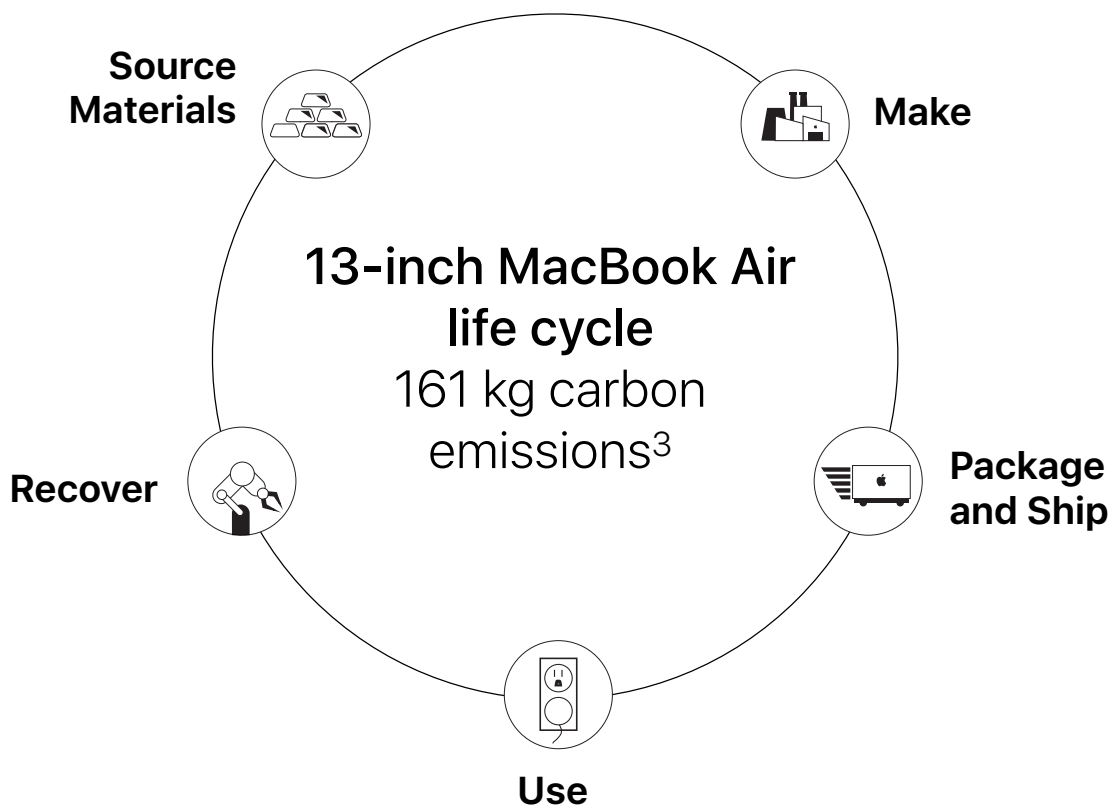 Source
Materials
Make
13-inch MacBook Air
life cycle
161 kg carbon
emissions³
Recover
Package
and Ship
Use